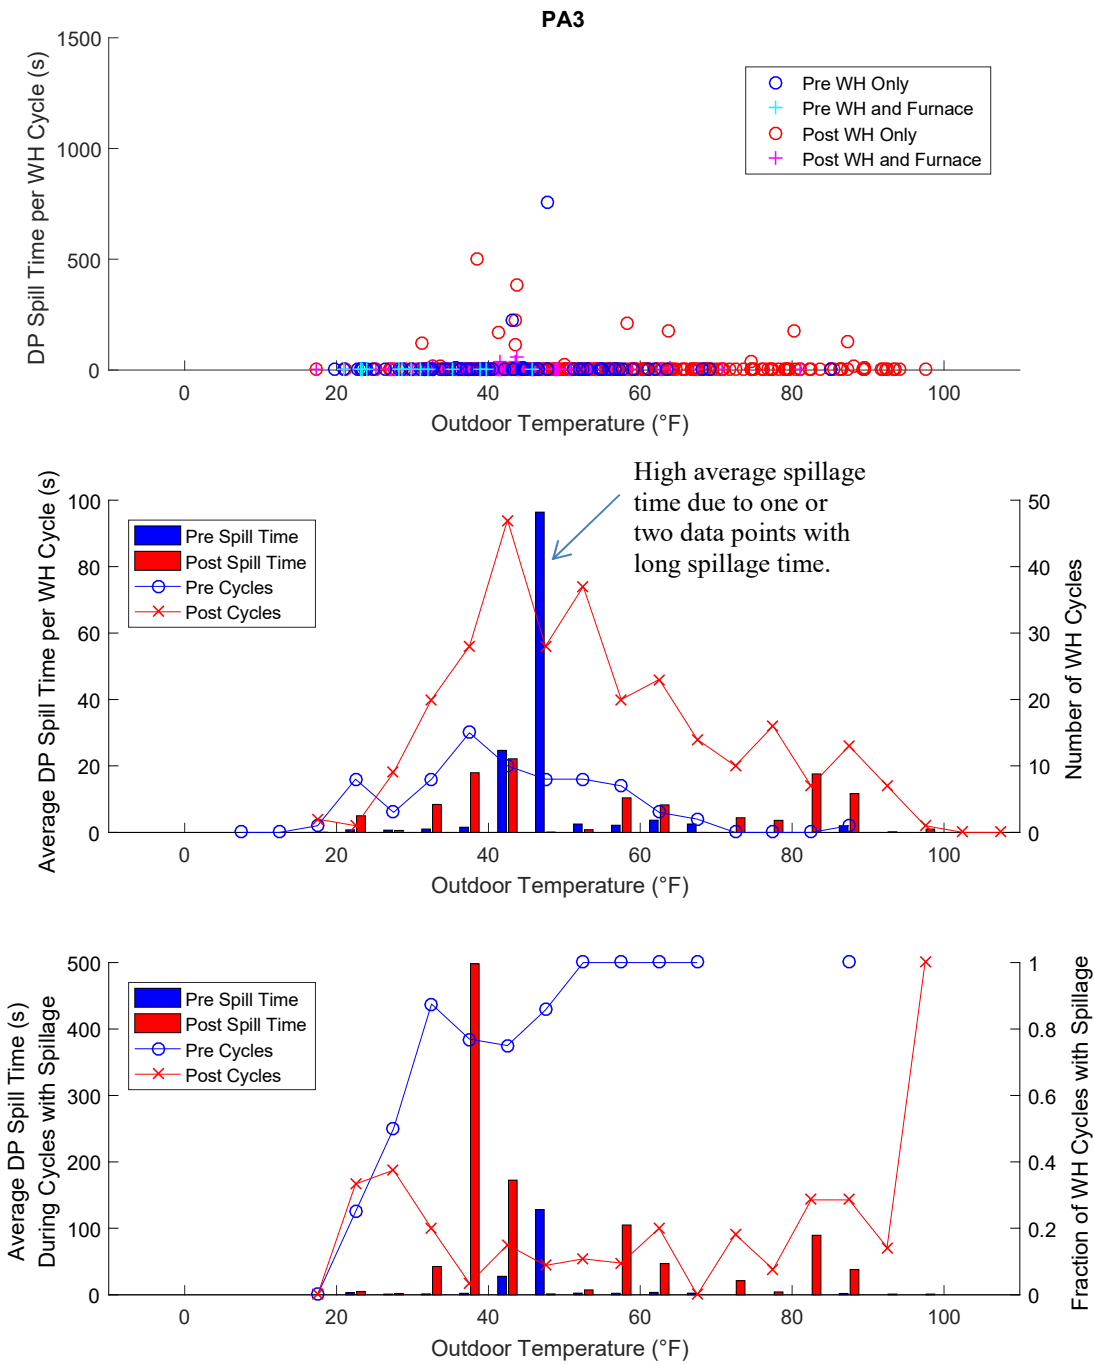 PA3
DP Spill Time per WH Cycle (s)
1500
1000
500
0
Pre WH Only
Pre WH and Furnace
Post WH Only
Post WH and Furnace
0 20 40 60 80 100
Outdoor Temperature (°F)
High average spillage
time due to one or
two data points with
long spillage time.
Average DP Spill Time per WH Cycle (s)
100
80
60
40
20
0
Pre Spill Time
Post Spill Time
Pre Cycles
Post Cycles
50
40
30
20
10
0
Number of WH Cycles
0 20 40 60 80 100
Outdoor Temperature (°F)
Average DP Spill Time (s)
During Cycles with Spillage
500
400
300
200
100
0
Pre Spill Time
Post Spill Time
Pre Cycles
Post Cycles
1
0.8
0.6
0.4
0.2
0
Fraction of WH Cycles with Spillage
0 20 40 60 80 100
Outdoor Temperature (°F)